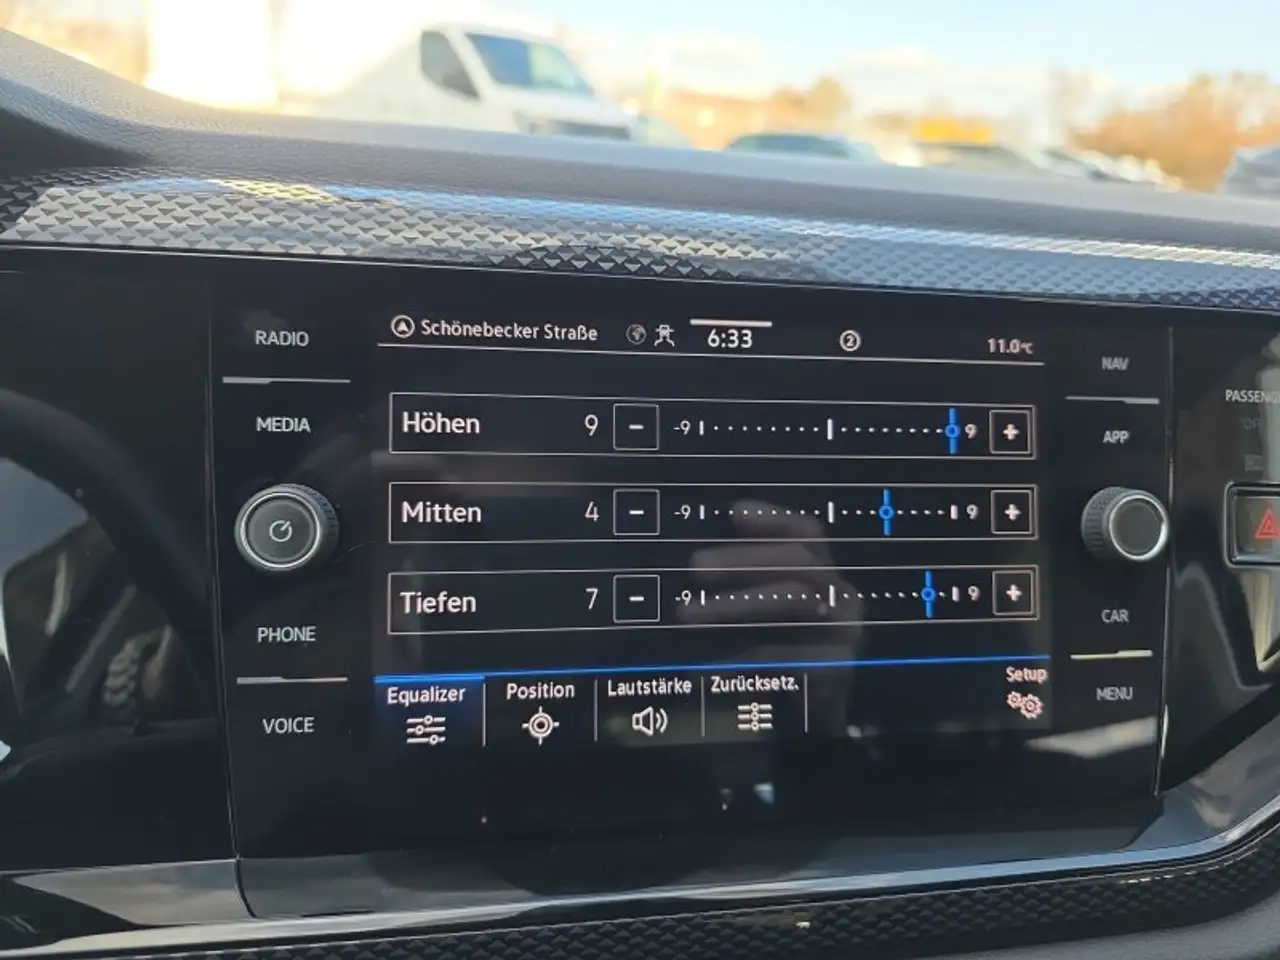 RADIO
MEDIA
PHONE
VOICE
Schönebecker Straße 6:33 2 11.0°C
Höhen 9 - -9 9 +
Mitten 4 - -9 9 +
Tiefen 7 - -9 9 +
Equalizer Position Lautstärke Zurücksetz. Setup
NAV
APP
CAR
MENU